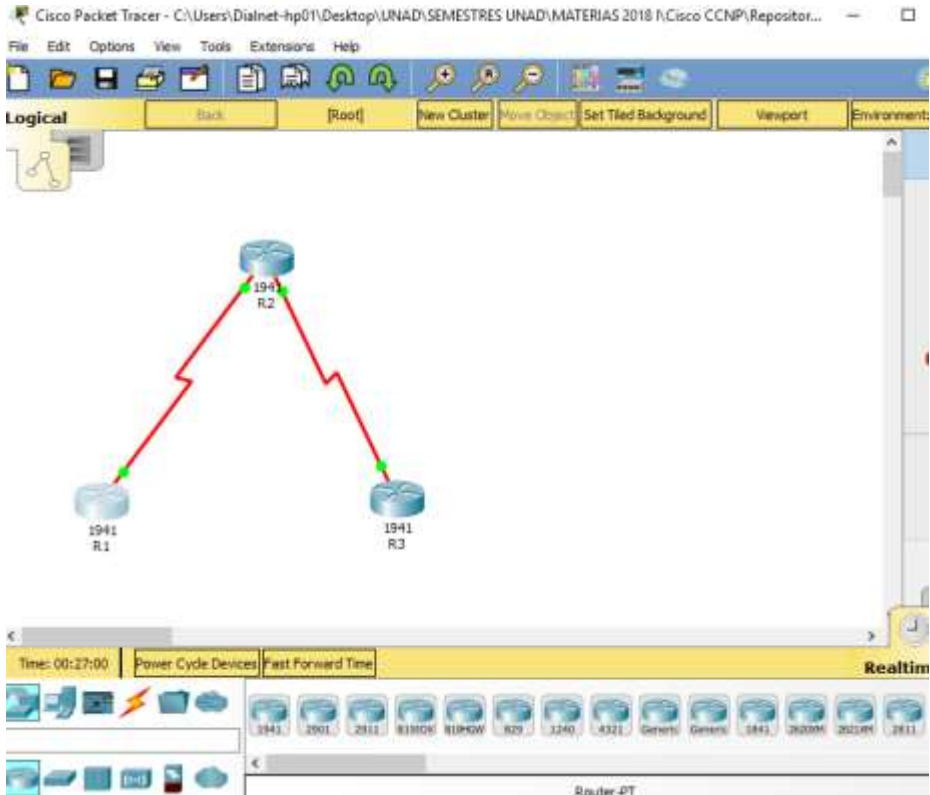 Cisco Packet Tracer - C:\Users\Dialnet-hp01\Desktop\UNAD\SEMESTRES UNAD\MATERIAS 2018 I\Cisco CCNP\Repositor...
File Edit Options View Tools Extensions Help
Logical Back [Root] New Cluster Move Object Set Tiled Background Viewport Environment:
1941
R2
1941
R1
1941
R3
Time: 00:27:00 Power Cycle Devices Fast Forward Time Realtim
1941 2901 2911 819HGW 829 1240 4321 Generic Generic 1841 2620XM 2621XM 2811
Router-PT